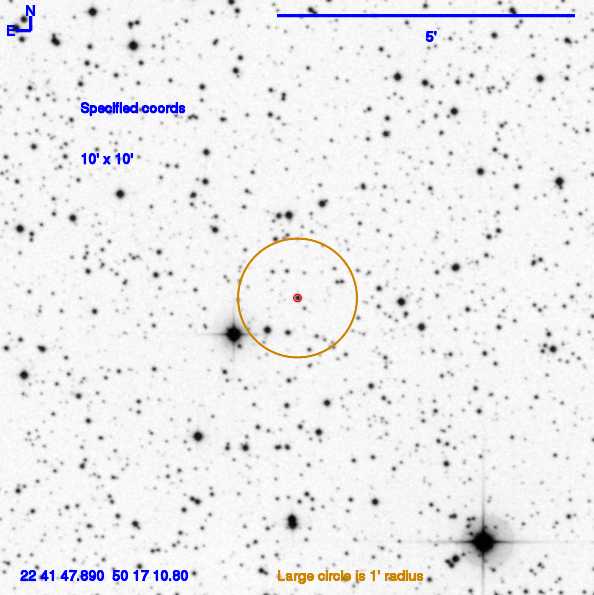 N
E
5'
Specified coords
10' x 10'
22 41 47.890  50 17 10.80
Large circle is 1' radius